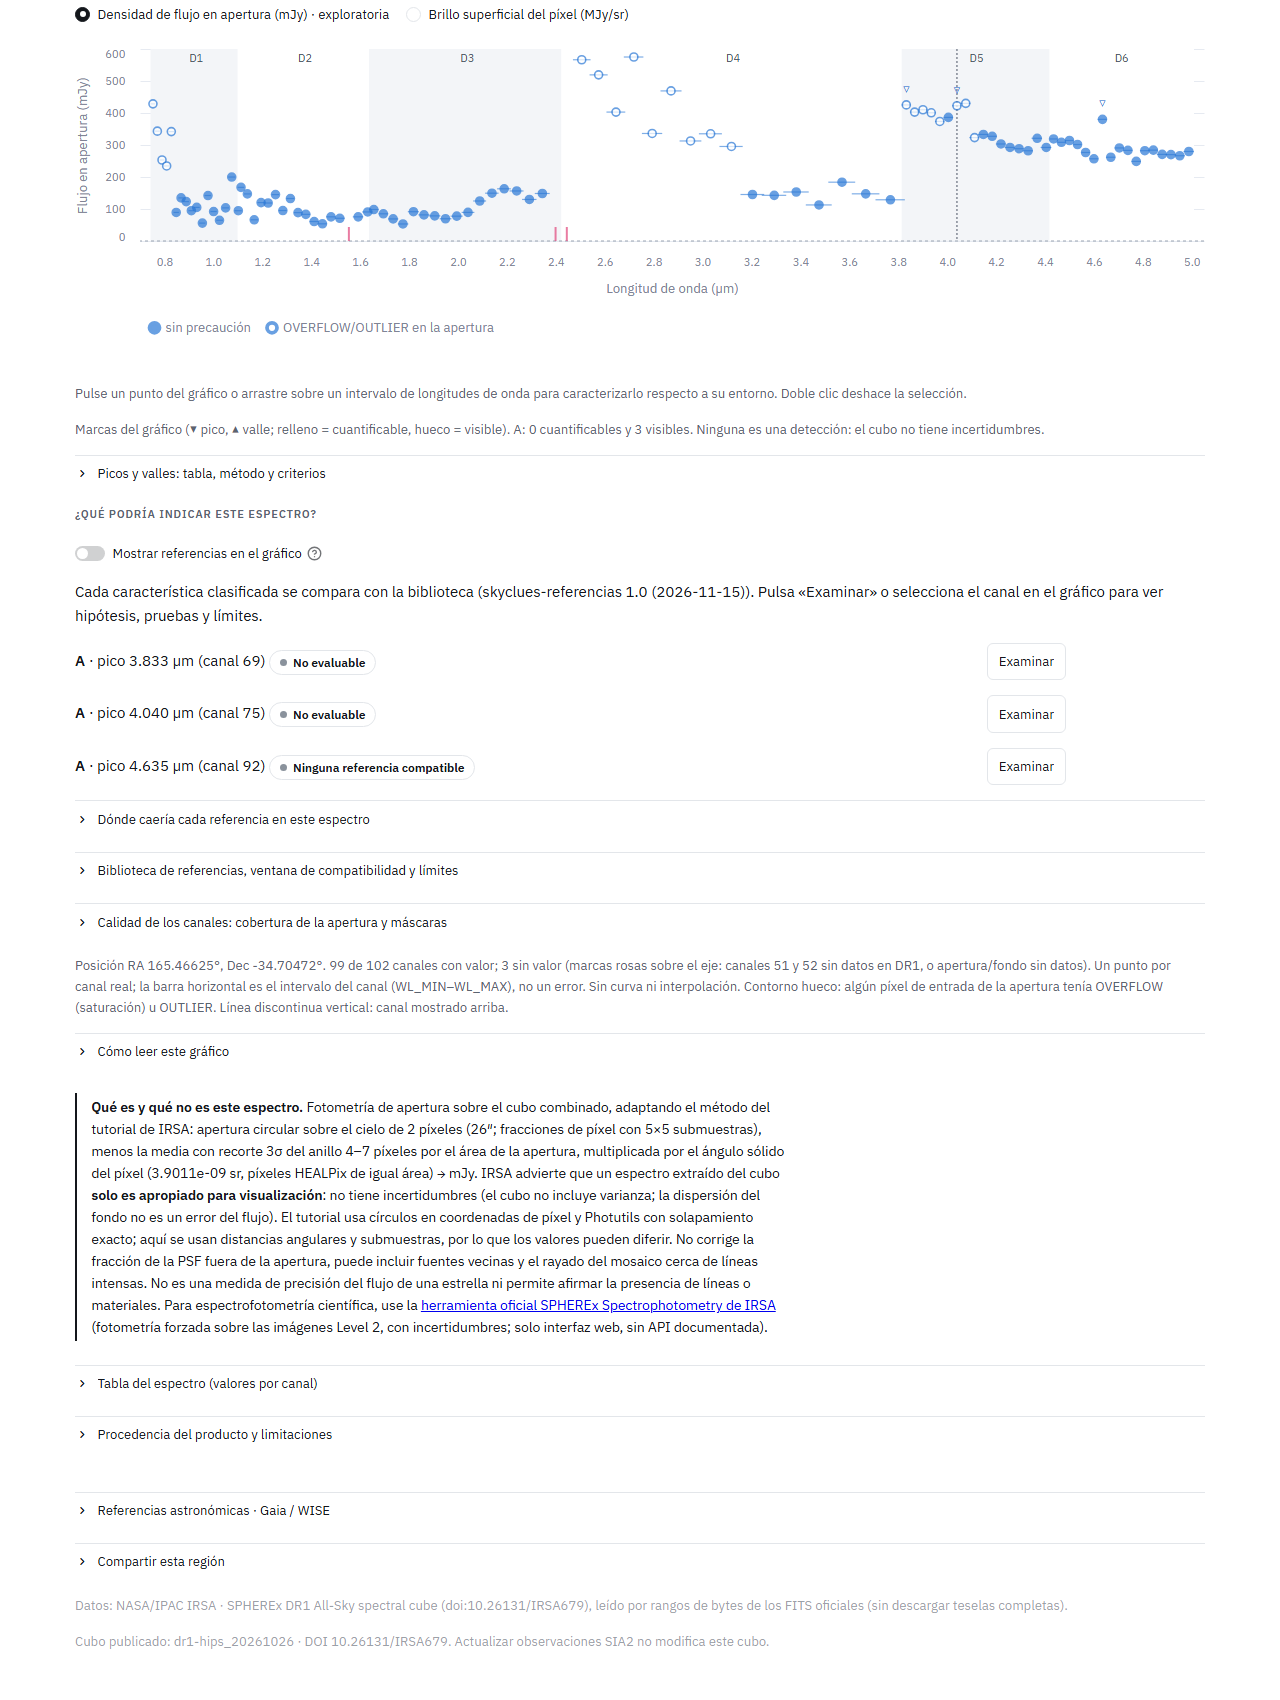 Densidad de flujo en apertura (mJy) · exploratoria Brillo superficial del píxel (MJy/sr)
D1 D2 D3 D4 D5 D6
Flujo en apertura (mJy)
600
500
400
300
200
100
0
0.8 1.0 1.2 1.4 1.6 1.8 2.0 2.2 2.4 2.6 2.8 3.0 3.2 3.4 3.6 3.8 4.0 4.2 4.4 4.6 4.8 5.0
Longitud de onda (μm)
sin precaución OVERFLOW/OUTLIER en la apertura
Pulse un punto del gráfico o arrastre sobre un intervalo de longitudes de onda para caracterizarlo respecto a su entorno. Doble clic deshace la selección.
Marcas del gráfico (▾ pico, ▴ valle; relleno = cuantificable, hueco = visible). A: 0 cuantificables y 3 visibles. Ninguna es una detección: el cubo no tiene incertidumbres.
Picos y valles: tabla, método y criterios
¿QUÉ PODRÍA INDICAR ESTE ESPECTRO?
Mostrar referencias en el gráfico ?
Cada característica clasificada se compara con la biblioteca (skyclues-referencias 1.0 (2026-11-15)). Pulsa «Examinar» o selecciona el canal en el gráfico para ver
hipótesis, pruebas y límites.
A · pico 3.833 μm (canal 69) No evaluable Examinar
A · pico 4.040 μm (canal 75) No evaluable Examinar
A · pico 4.635 μm (canal 92) Ninguna referencia compatible Examinar
Dónde caería cada referencia en este espectro
Biblioteca de referencias, ventana de compatibilidad y límites
Calidad de los canales: cobertura de la apertura y máscaras
Posición RA 165.46625°, Dec -34.70472°. 99 de 102 canales con valor; 3 sin valor (marcas rosas sobre el eje: canales 51 y 52 sin datos en DR1, o apertura/fondo sin datos). Un punto por
canal real; la barra horizontal es el intervalo del canal (WL_MIN–WL_MAX), no un error. Sin curva ni interpolación. Contorno hueco: algún píxel de entrada de la apertura tenía OVERFLOW
(saturación) u OUTLIER. Línea discontinua vertical: canal mostrado arriba.
Cómo leer este gráfico
Qué es y qué no es este espectro. Fotometría de apertura sobre el cubo combinado, adaptando el método del
tutorial de IRSA: apertura circular sobre el cielo de 2 píxeles (26″; fracciones de píxel con 5×5 submuestras),
menos la media con recorte 3σ del anillo 4–7 píxeles por el área de la apertura, multiplicada por el ángulo sólido
del píxel (3.9011e-09 sr, píxeles HEALPix de igual área) → mJy. IRSA advierte que un espectro extraído del cubo
solo es apropiado para visualización: no tiene incertidumbres (el cubo no incluye varianza; la dispersión del
fondo no es un error del flujo). El tutorial usa círculos en coordenadas de píxel y Photutils con solapamiento
exacto; aquí se usan distancias angulares y submuestras, por lo que los valores pueden diferir. No corrige la
fracción de la PSF fuera de la apertura, puede incluir fuentes vecinas y el rayado del mosaico cerca de líneas
intensas. No es una medida de precisión del flujo de una estrella ni permite afirmar la presencia de líneas o
materiales. Para espectrofotometría científica, use la herramienta oficial SPHEREx Spectrophotometry de IRSA
(fotometría forzada sobre las imágenes Level 2, con incertidumbres; solo interfaz web, sin API documentada).
Tabla del espectro (valores por canal)
Procedencia del producto y limitaciones
Referencias astronómicas · Gaia / WISE
Compartir esta región
Datos: NASA/IPAC IRSA · SPHEREx DR1 All-Sky spectral cube (doi:10.26131/IRSA679), leído por rangos de bytes de los FITS oficiales (sin descargar teselas completas).
Cubo publicado: dr1-hips_20261026 · DOI 10.26131/IRSA679. Actualizar observaciones SIA2 no modifica este cubo.